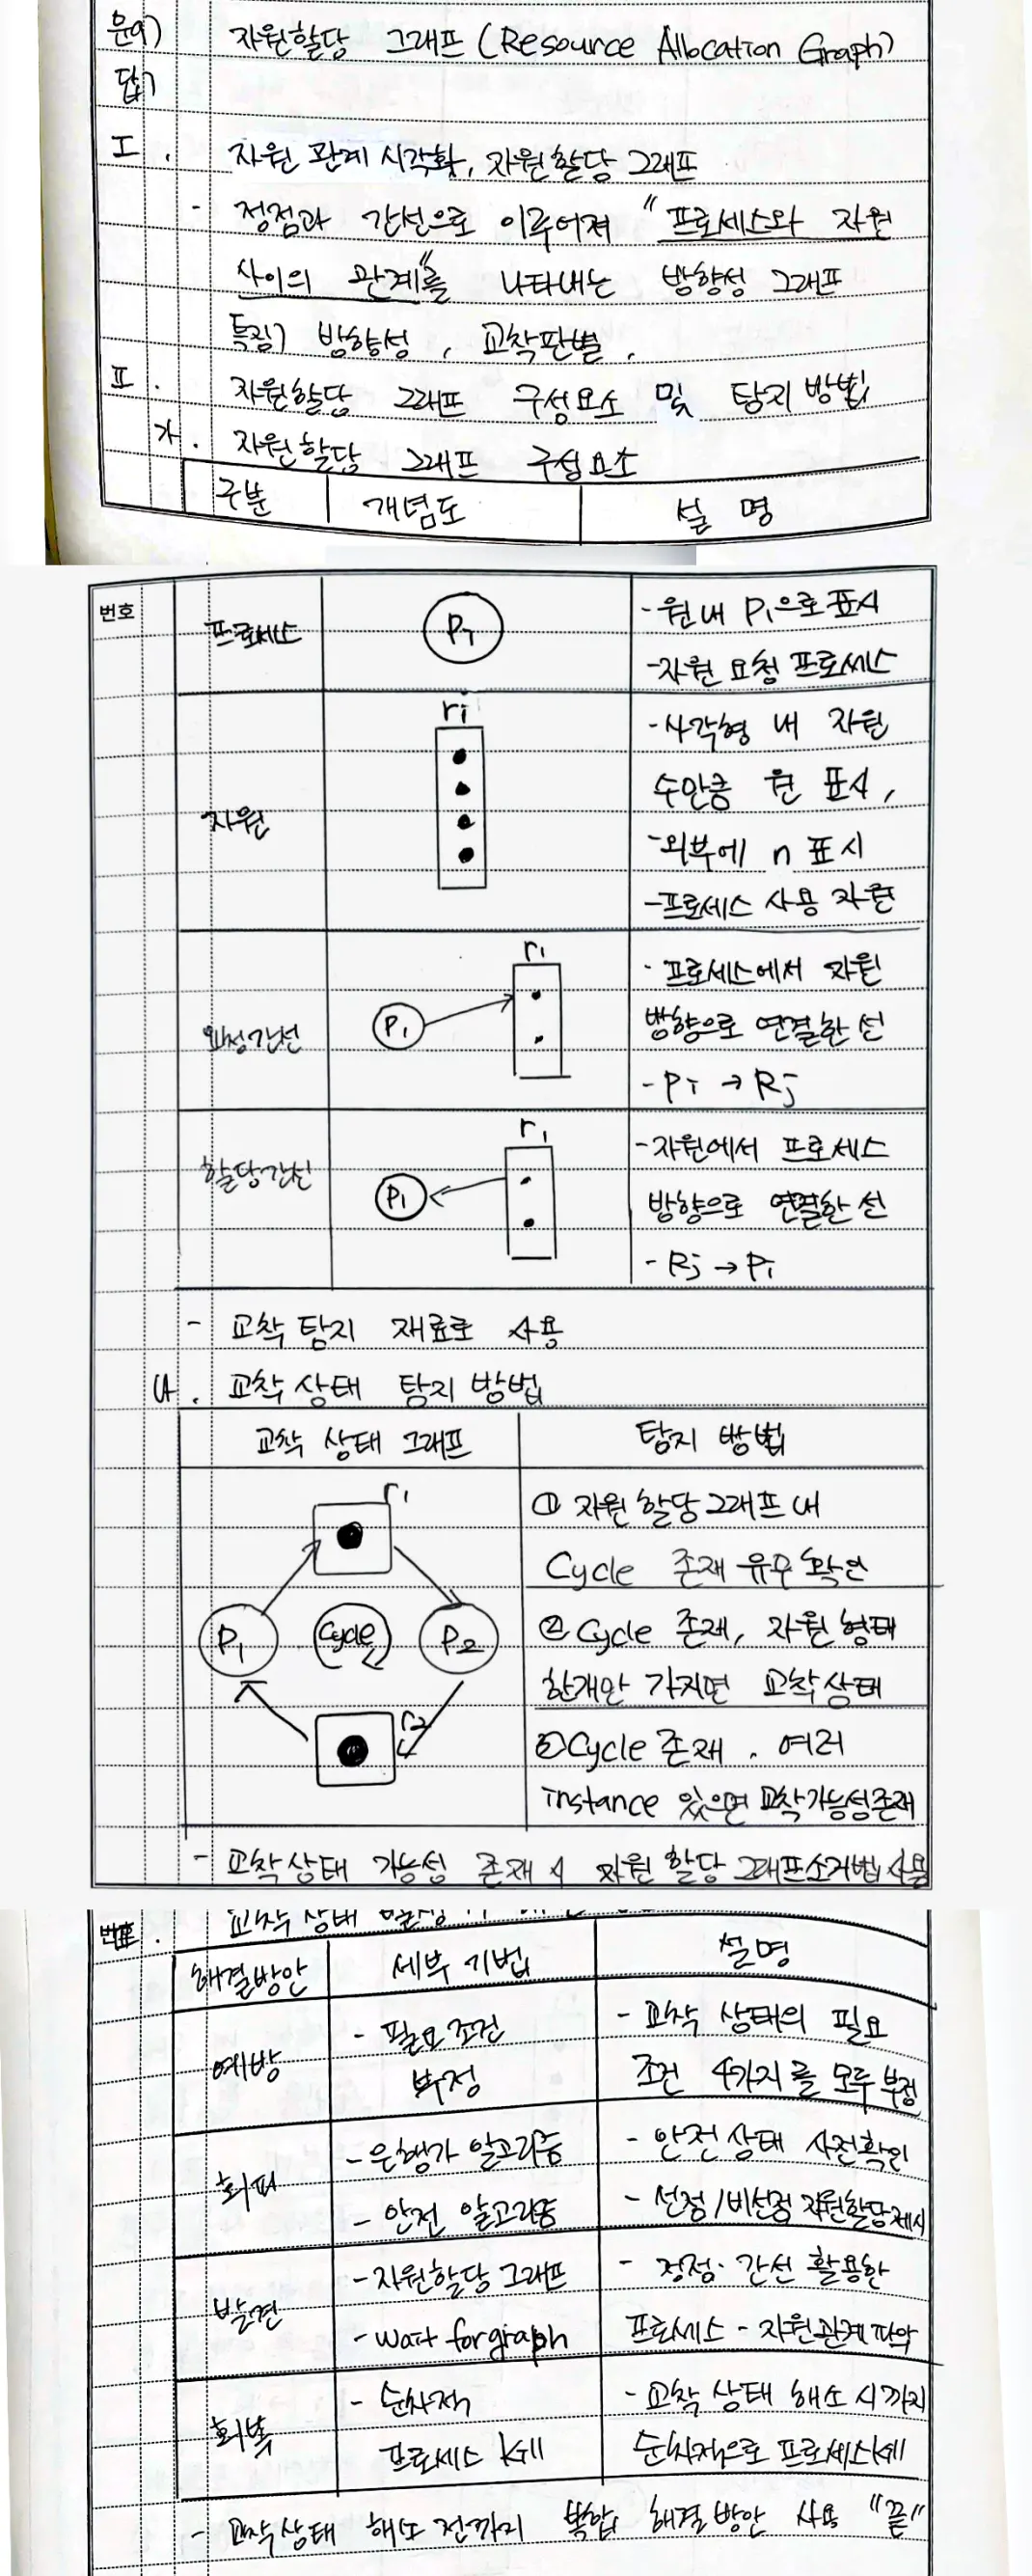 문9) 자원할당 그래프 (Resource Allocation Graph)
답)
I. 자원 관계 시각화, 자원할당 그래프
- 정점과 간선으로 이루어져 "프로세스와 자원
사이의 관계"를 나타내는 방향성 그래프
특징) 방향성, 교착판별.
II. 자원할당 그래프 구성요소 및 탐지 방법
가. 자원할당 그래프 구성요소
구분 개념도 설명
번호
프로세스 Pi - 원 내 Pi으로 표시
- 자원 요청 프로세스
자원 ri - 사각형 내 자원
수만큼 원 표시,
- 외부에 n 표시
- 프로세스 사용 자원
요청간선 P1 r1 - 프로세스에서 자원
방향으로 연결한 선
- Pi → Rj
할당간선 P1 r1 - 자원에서 프로세스
방향으로 연결한 선
- Rj → Pi
- 교착 탐지 재료로 사용
나. 교착 상태 탐지 방법
교착 상태 그래프 탐지 방법
r1 ① 자원 할당 그래프 내
Cycle 존재 유무 확인
P1 Cycle P2 ② Cycle 존재, 자원 형태
한개만 가지면 교착상태
r2 ③ Cycle 존재. 여러
instance 있으면 교착가능성존재
- 교착상태 가능성 존재 시 자원 할당 그래프소거법 사용
번호 교착 상태
해결방안 세부 기법 설명
예방 - 필요조건 - 교착 상태의 필요
부정 조건 4가지를 모두 부정
회피 - 은행가 알고리즘 - 안전상태 사전확인
- 안전 알고리즘 - 선점/비선점 자원할당제시
발견 - 자원할당 그래프 - 정점·간선 활용한
- wait for graph 프로세스 - 자원관계 파악
회복 - 순차적 - 교착 상태 해소 시까지
프로세스 kill 순차적으로 프로세스 kill
- 교착상태 해소 전까지 복합 해결 방안 사용 "끝"